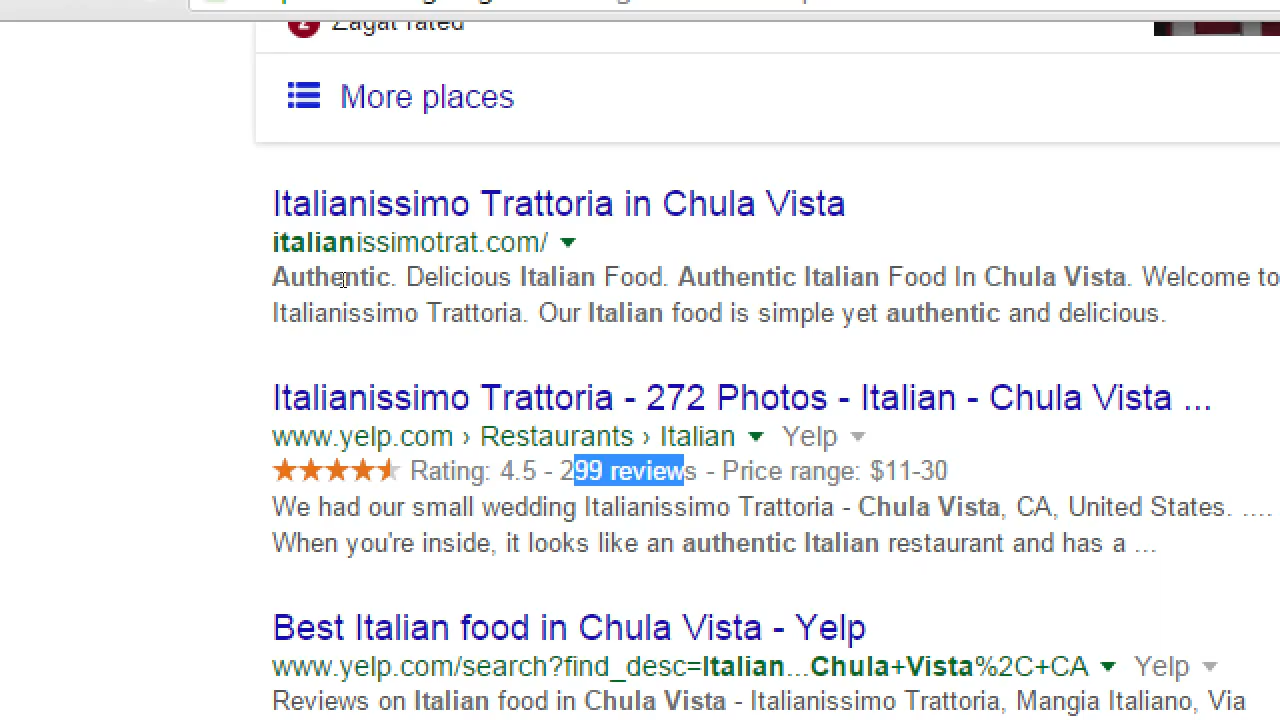 Zagat rated
More places
Italianissimo Trattoria in Chula Vista
italianissimotrat.com/
Authentic. Delicious Italian Food. Authentic Italian Food In Chula Vista. Welcome to
Italianissimo Trattoria. Our Italian food is simple yet authentic and delicious.
Italianissimo Trattoria - 272 Photos - Italian - Chula Vista ...
www.yelp.com › Restaurants › Italian Yelp
Rating: 4.5 - 299 reviews - Price range: $11-30
We had our small wedding Italianissimo Trattoria - Chula Vista, CA, United States. ....
When you're inside, it looks like an authentic Italian restaurant and has a ...
Best Italian food in Chula Vista - Yelp
www.yelp.com/search?find_desc=Italian...Chula+Vista%2C+CA Yelp
Reviews on Italian food in Chula Vista - Italianissimo Trattoria, Mangia Italiano, Via